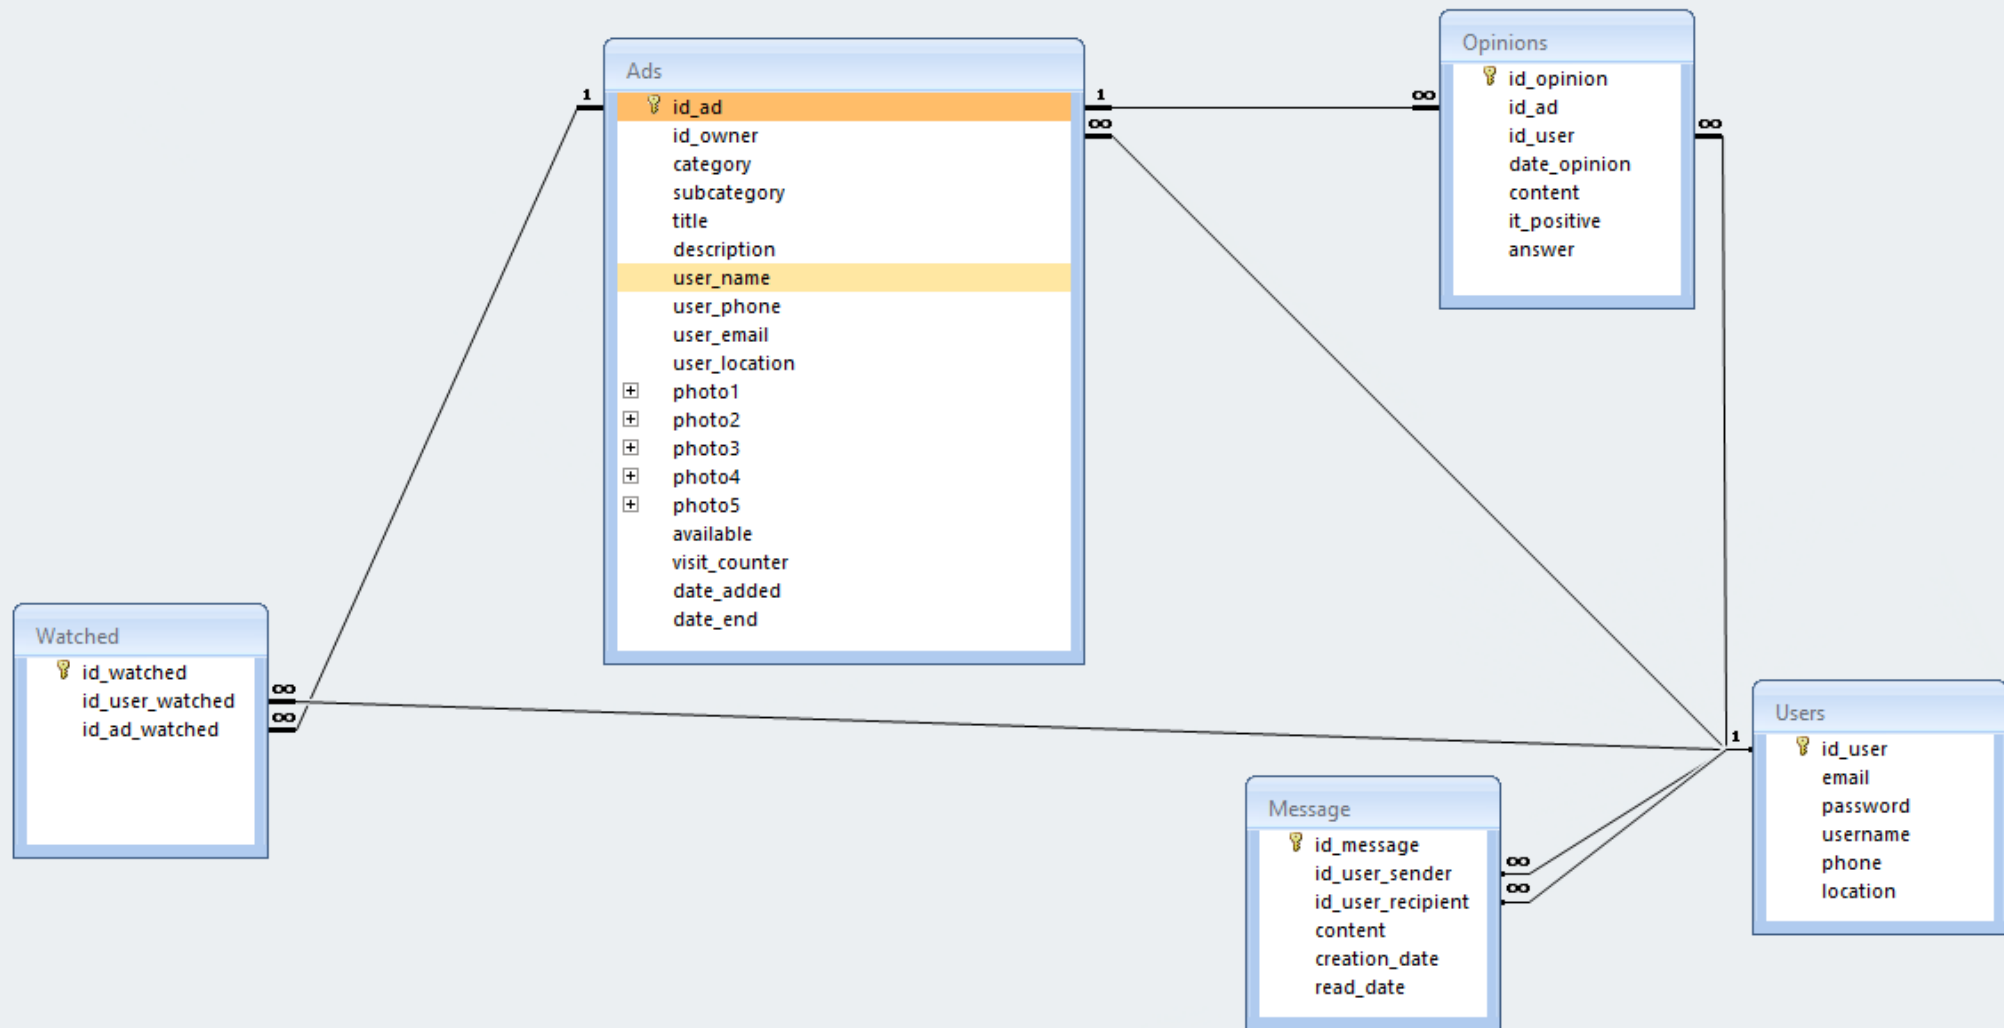 Ads
1
id_ad
id_owner
category
subcategory
title
description
user_name
user_phone
user_email
user_location
photo1
photo2
photo3
photo4
photo5
available
visit_counter
date_added
date_end
1
∞
∞
Opinions
id_opinion
id_ad
id_user
date_opinion
content
it_positive
answer
∞
Watched
id_watched
id_user_watched
id_ad_watched
∞
∞
Message
id_message
id_user_sender
id_user_recipient
content
creation_date
read_date
∞
∞
1
Users
id_user
email
password
username
phone
location